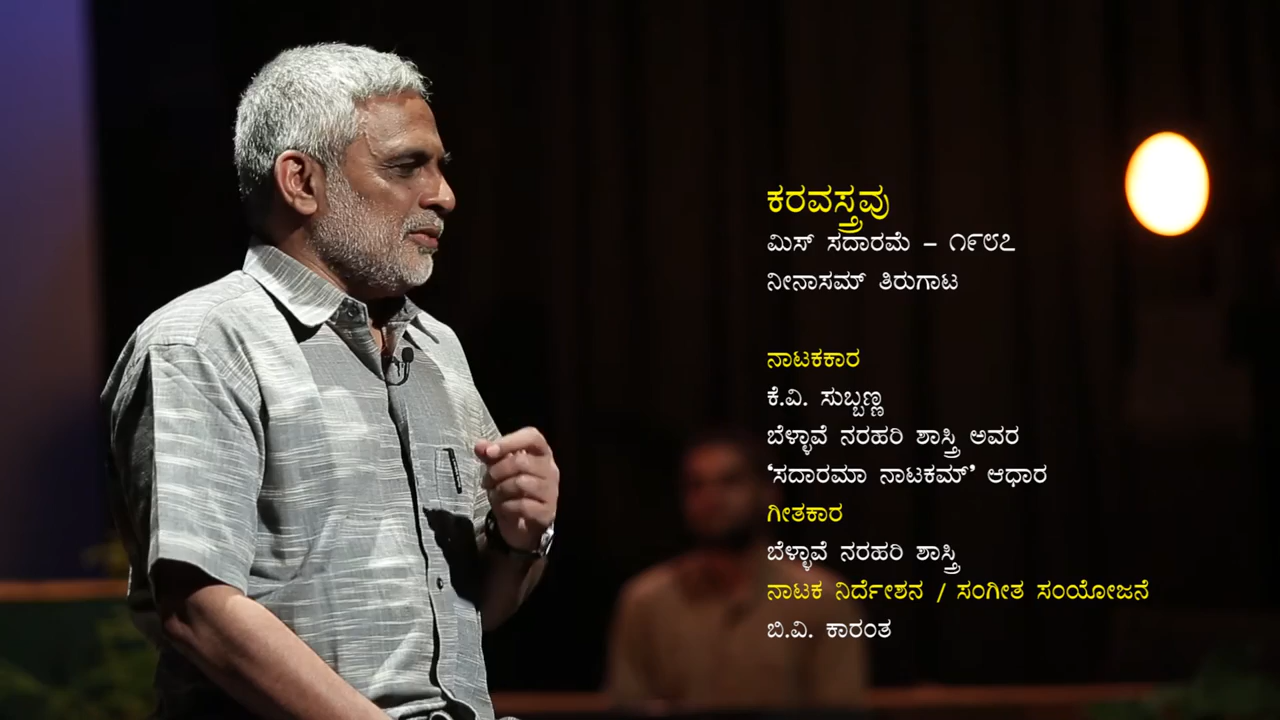 ಕರವಸ್ತ್ರವು
ಮಿಸ್ ಸದಾರಮೆ – ೧೯೮೭
ನೀನಾಸಮ್ ತಿರುಗಾಟ
ನಾಟಕಕಾರ
ಕೆ.ವಿ. ಸುಬ್ಬಣ್ಣ
ಬೆಳ್ಳಾವೆ ನರಹರಿ ಶಾಸ್ತ್ರಿ ಅವರ
‘ಸದಾರಮಾ ನಾಟಕಮ್’ ಆಧಾರ
ಗೀತಕಾರ
ಬೆಳ್ಳಾವೆ ನರಹರಿ ಶಾಸ್ತ್ರಿ
ನಾಟಕ ನಿರ್ದೇಶನ / ಸಂಗೀತ ಸಂಯೋಜನೆ
ಬಿ.ವಿ. ಕಾರಂತ